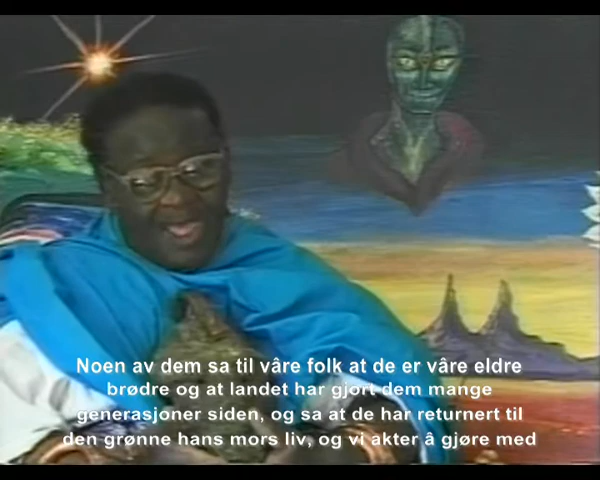 Noen av dem sa til våre folk at de er våre eldre
brødre og at landet har gjort dem mange
generasjoner siden, og sa at de har returnert til
den grønne hans mors liv, og vi akter å gjøre med